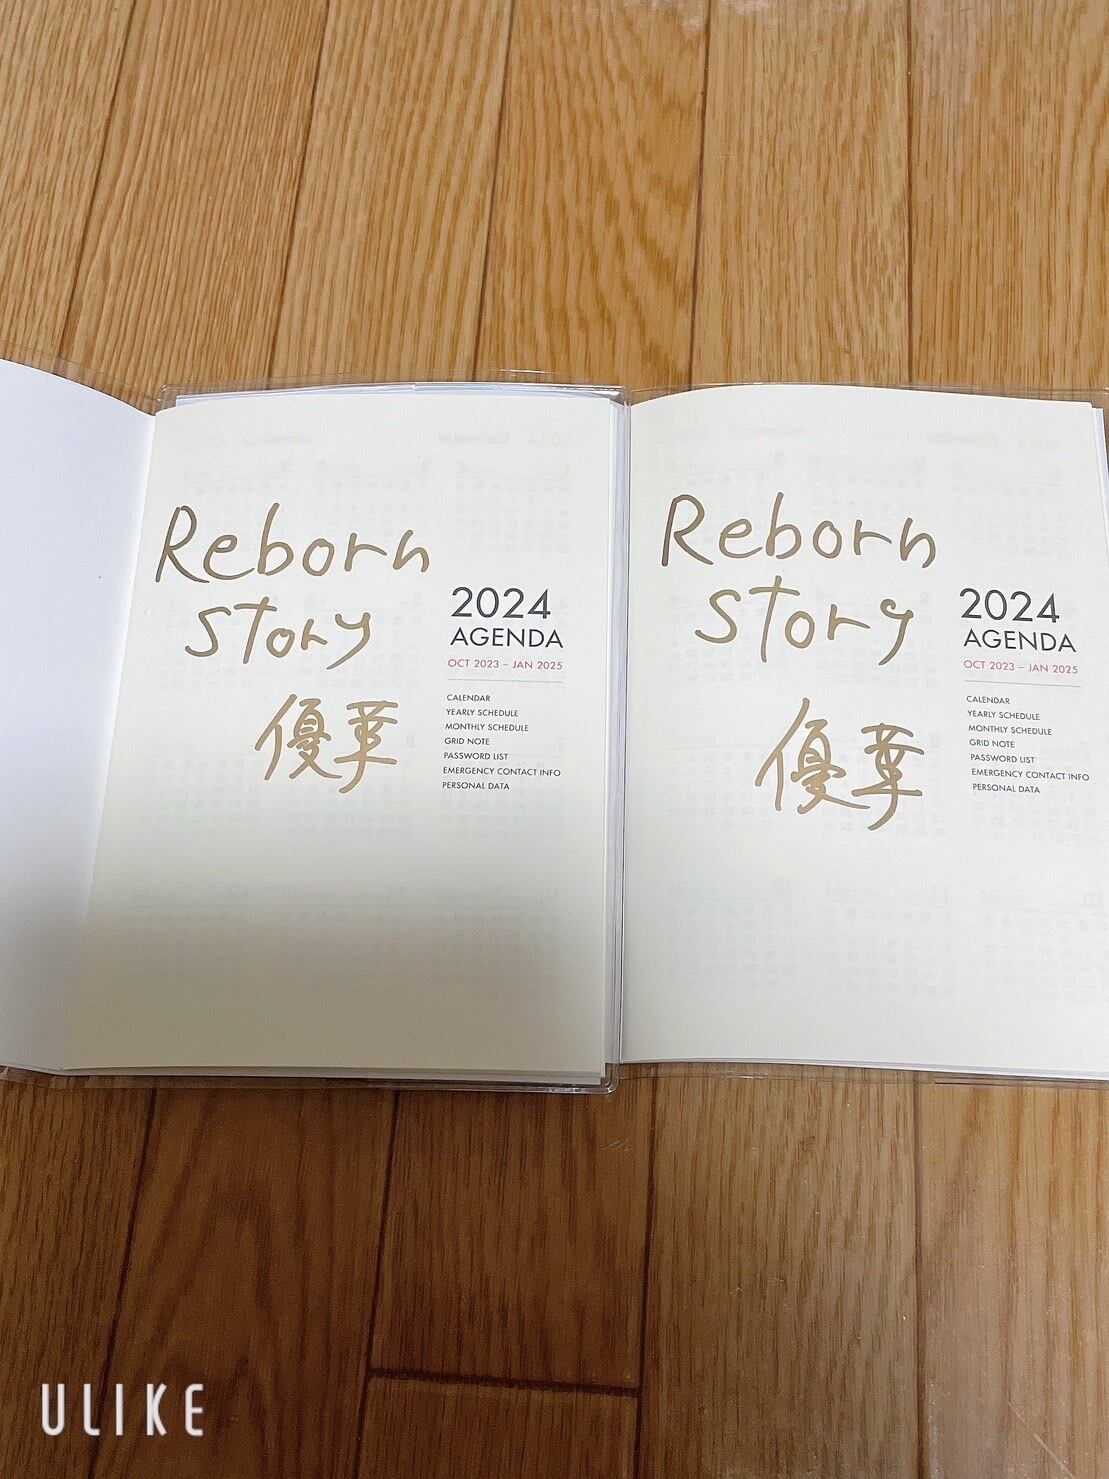 Reborn
Story
優華
2024
AGENDA
OCT 2023 – JAN 2025
CALENDAR
YEARLY SCHEDULE
MONTHLY SCHEDULE
GRID NOTE
PASSWORD LIST
EMERGENCY CONTACT INFO
PERSONAL DATA
Reborn
Story
優華
2024
AGENDA
OCT 2023 – JAN 2025
CALENDAR
YEARLY SCHEDULE
MONTHLY SCHEDULE
GRID NOTE
PASSWORD LIST
EMERGENCY CONTACT INFO
PERSONAL DATA
ULIKE